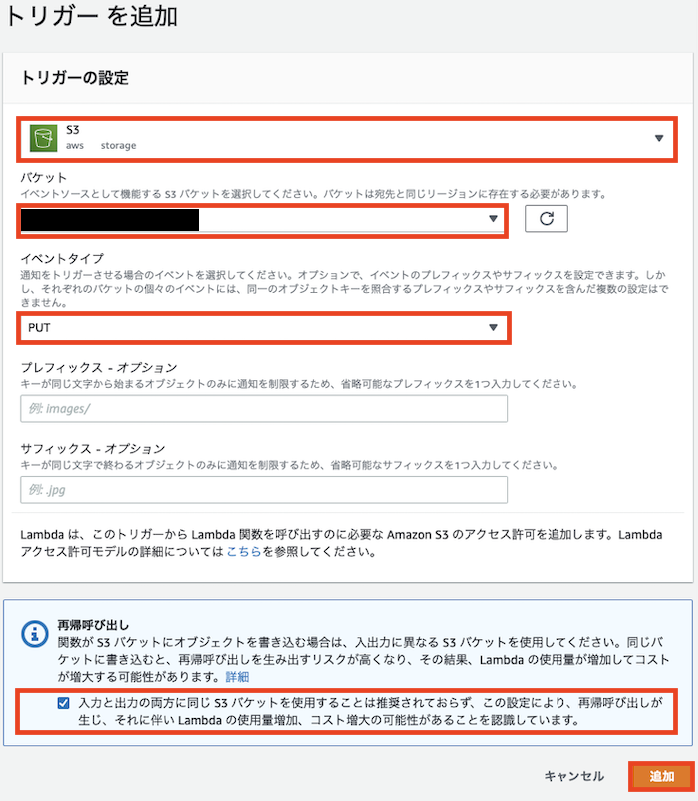 トリガー を追加
トリガーの設定
S3
aws storage
バケット
イベントソースとして機能する S3 バケットを選択してください。バケットは宛先と同じリージョンに存在する必要があります。
イベントタイプ
通知をトリガーさせる場合のイベントを選択してください。オプションで、イベントのプレフィックスやサフィックスを設定できます。しか
し、それぞれのバケットの個々のイベントには、同一のオブジェクトキーを照合するプレフィックスやサフィックスを含んだ複数の設定はで
きません。
PUT
プレフィックス - オプション
キーが同じ文字から始まるオブジェクトのみに通知を制限するため、省略可能なプレフィックスを1つ入力してください。
例: images/
サフィックス - オプション
キーが同じ文字で終わるオブジェクトのみに通知を制限するため、省略可能なサフィックスを1つ入力してください。
例: .jpg
Lambda は、このトリガーから Lambda 関数を呼び出すのに必要な Amazon S3 のアクセス許可を追加します。Lambda
アクセス許可モデルの詳細については こちらを参照してください。
再帰呼び出し
関数が S3 バケットにオブジェクトを書き込む場合は、入出力に異なる S3 バケットを使用してください。同じバ
ケットに書き込むと、再帰呼び出しを生み出すリスクが高くなり、その結果、Lambda の使用量が増加してコスト
が増大する可能性があります。詳細
入力と出力の両方に同じ S3 バケットを使用することは推奨されておらず、この設定により、再帰呼び出しが
生じ、それに伴い Lambda の使用量増加、コスト増大の可能性があることを認識しています。
キャンセル 追加